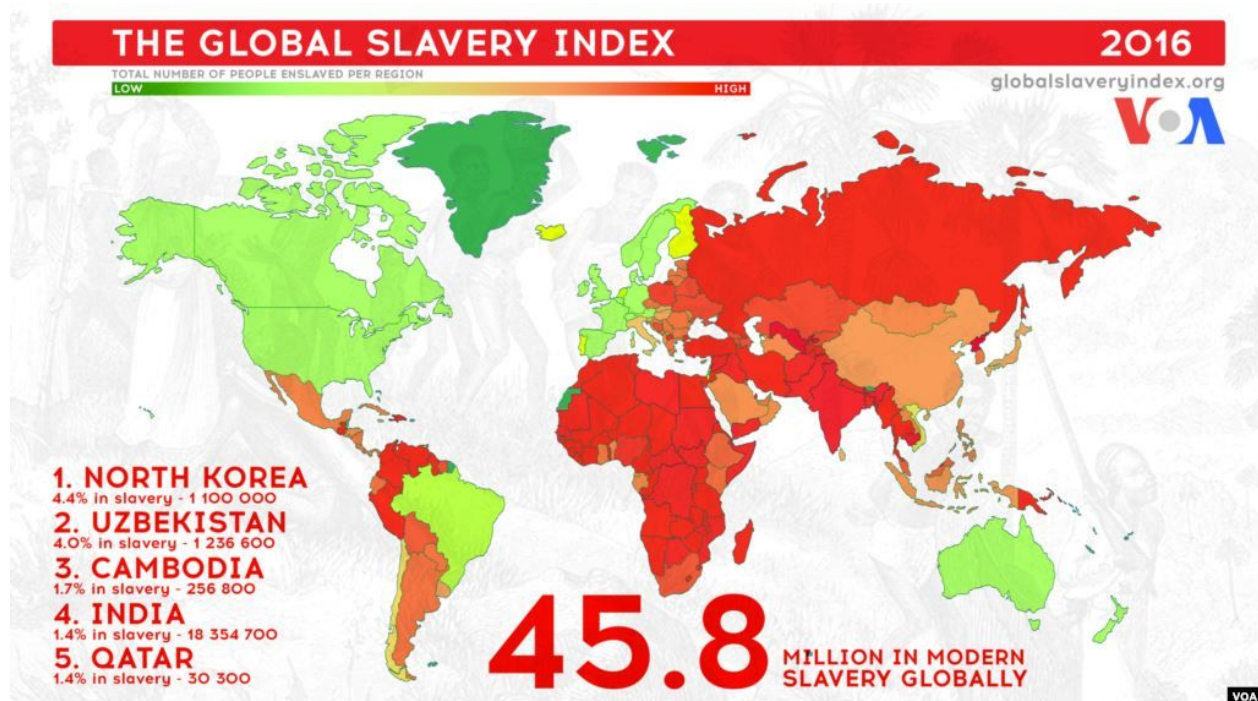 THE GLOBAL SLAVERY INDEX
2016
TOTAL NUMBER OF PEOPLE ENSLAVED PER REGION
LOW
HIGH
globalslaveryindex.org
VOA
1. NORTH KOREA
4.4% in slavery - 1 100 000
2. UZBEKISTAN
4.0% in slavery - 1 236 600
3. CAMBODIA
1.7% in slavery - 256 800
4. INDIA
1.4% in slavery - 18 354 700
5. QATAR
1.4% in slavery - 30 300
45.8
MILLION IN MODERN
SLAVERY GLOBALLY
VOA